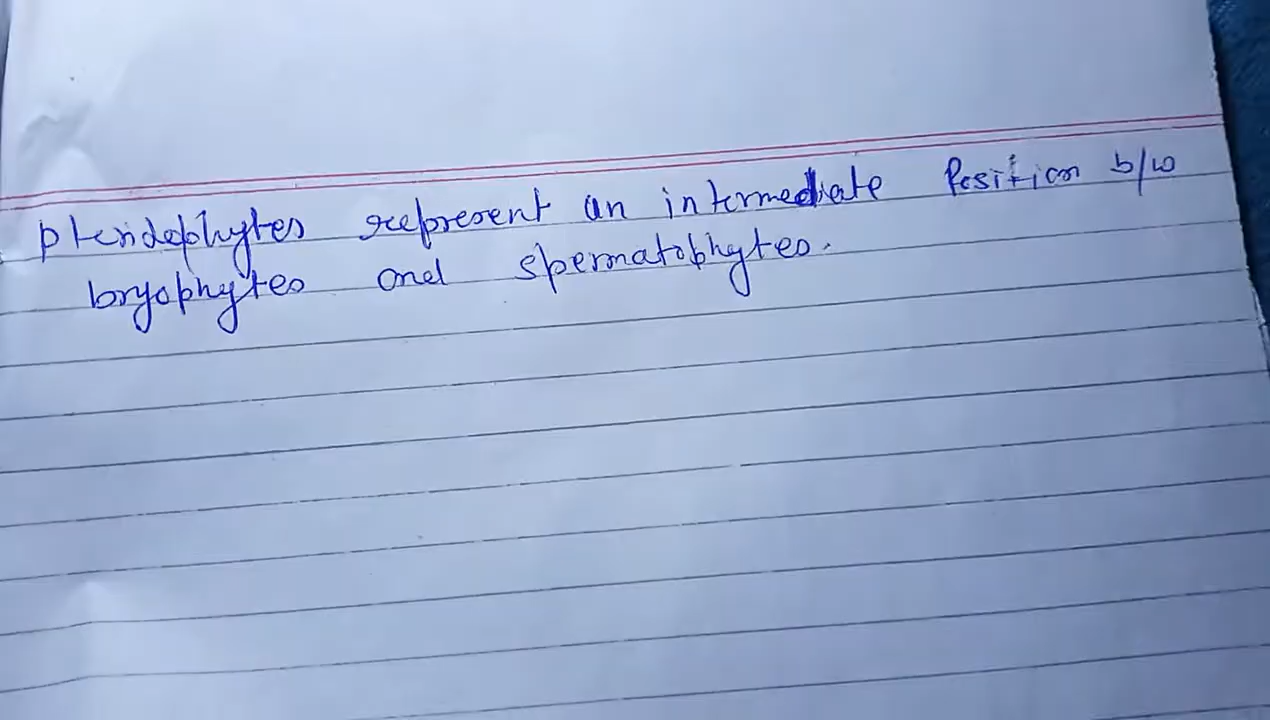 Pteridophytes represent an intermediate Position b/w
bryophytes and spermatophytes.